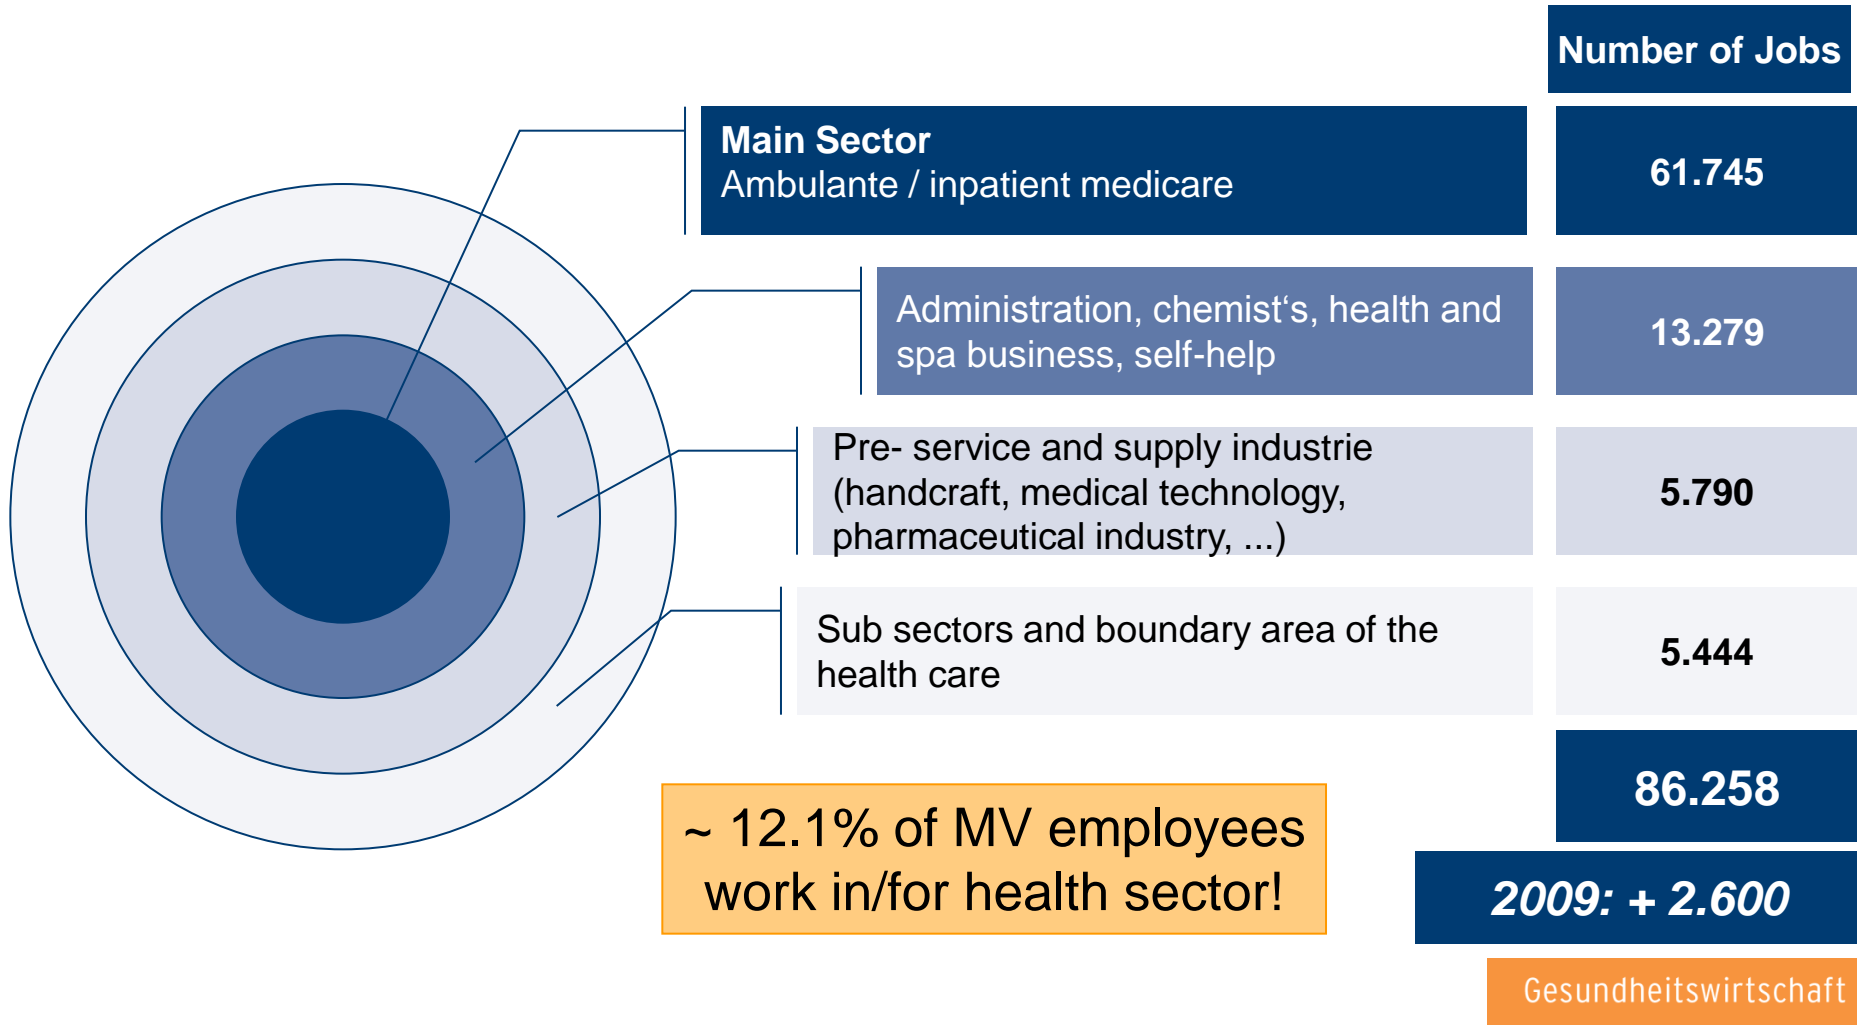 Number of Jobs
Main Sector
Ambulante / inpatient medicare
61.745
Administration, chemist‘s, health and
spa business, self-help
13.279
Pre- service and supply industrie
(handcraft, medical technology,
pharmaceutical industry, ...)
5.790
Sub sectors and boundary area of the
health care
5.444
86.258
~ 12.1% of MV employees
work in/for health sector!
2009: + 2.600
Gesundheitswirtschaft